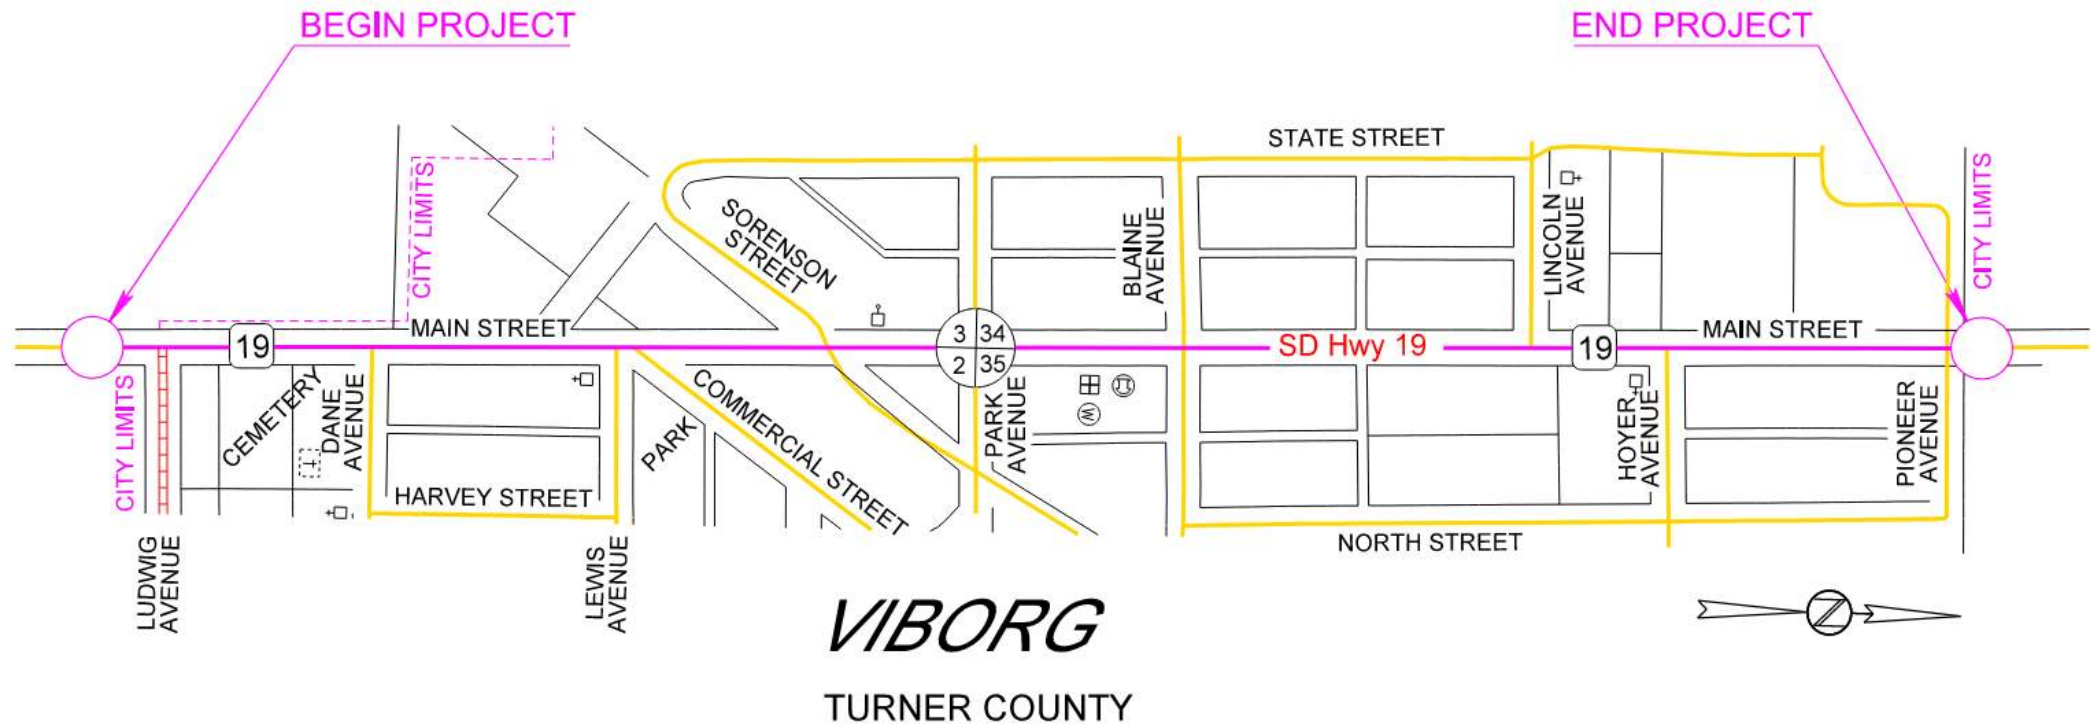 BEGIN PROJECT
END PROJECT
STATE STREET
CITY LIMITS
SORENSON
STREET
BLAINE
AVENUE
LINCOLN
AVENUE
CITY LIMITS
MAIN STREET
19
3 34
2 35
SD Hwy 19
19
MAIN STREET
CITY LIMITS
CEMETERY
DANE
AVENUE
PARK
COMMERCIAL STREET
PARK
AVENUE
W
HOYER
AVENUE
PIONEER
AVENUE
HARVEY STREET
NORTH STREET
LUDWIG
AVENUE
LEWIS
AVENUE
VIBORG
Z
TURNER COUNTY